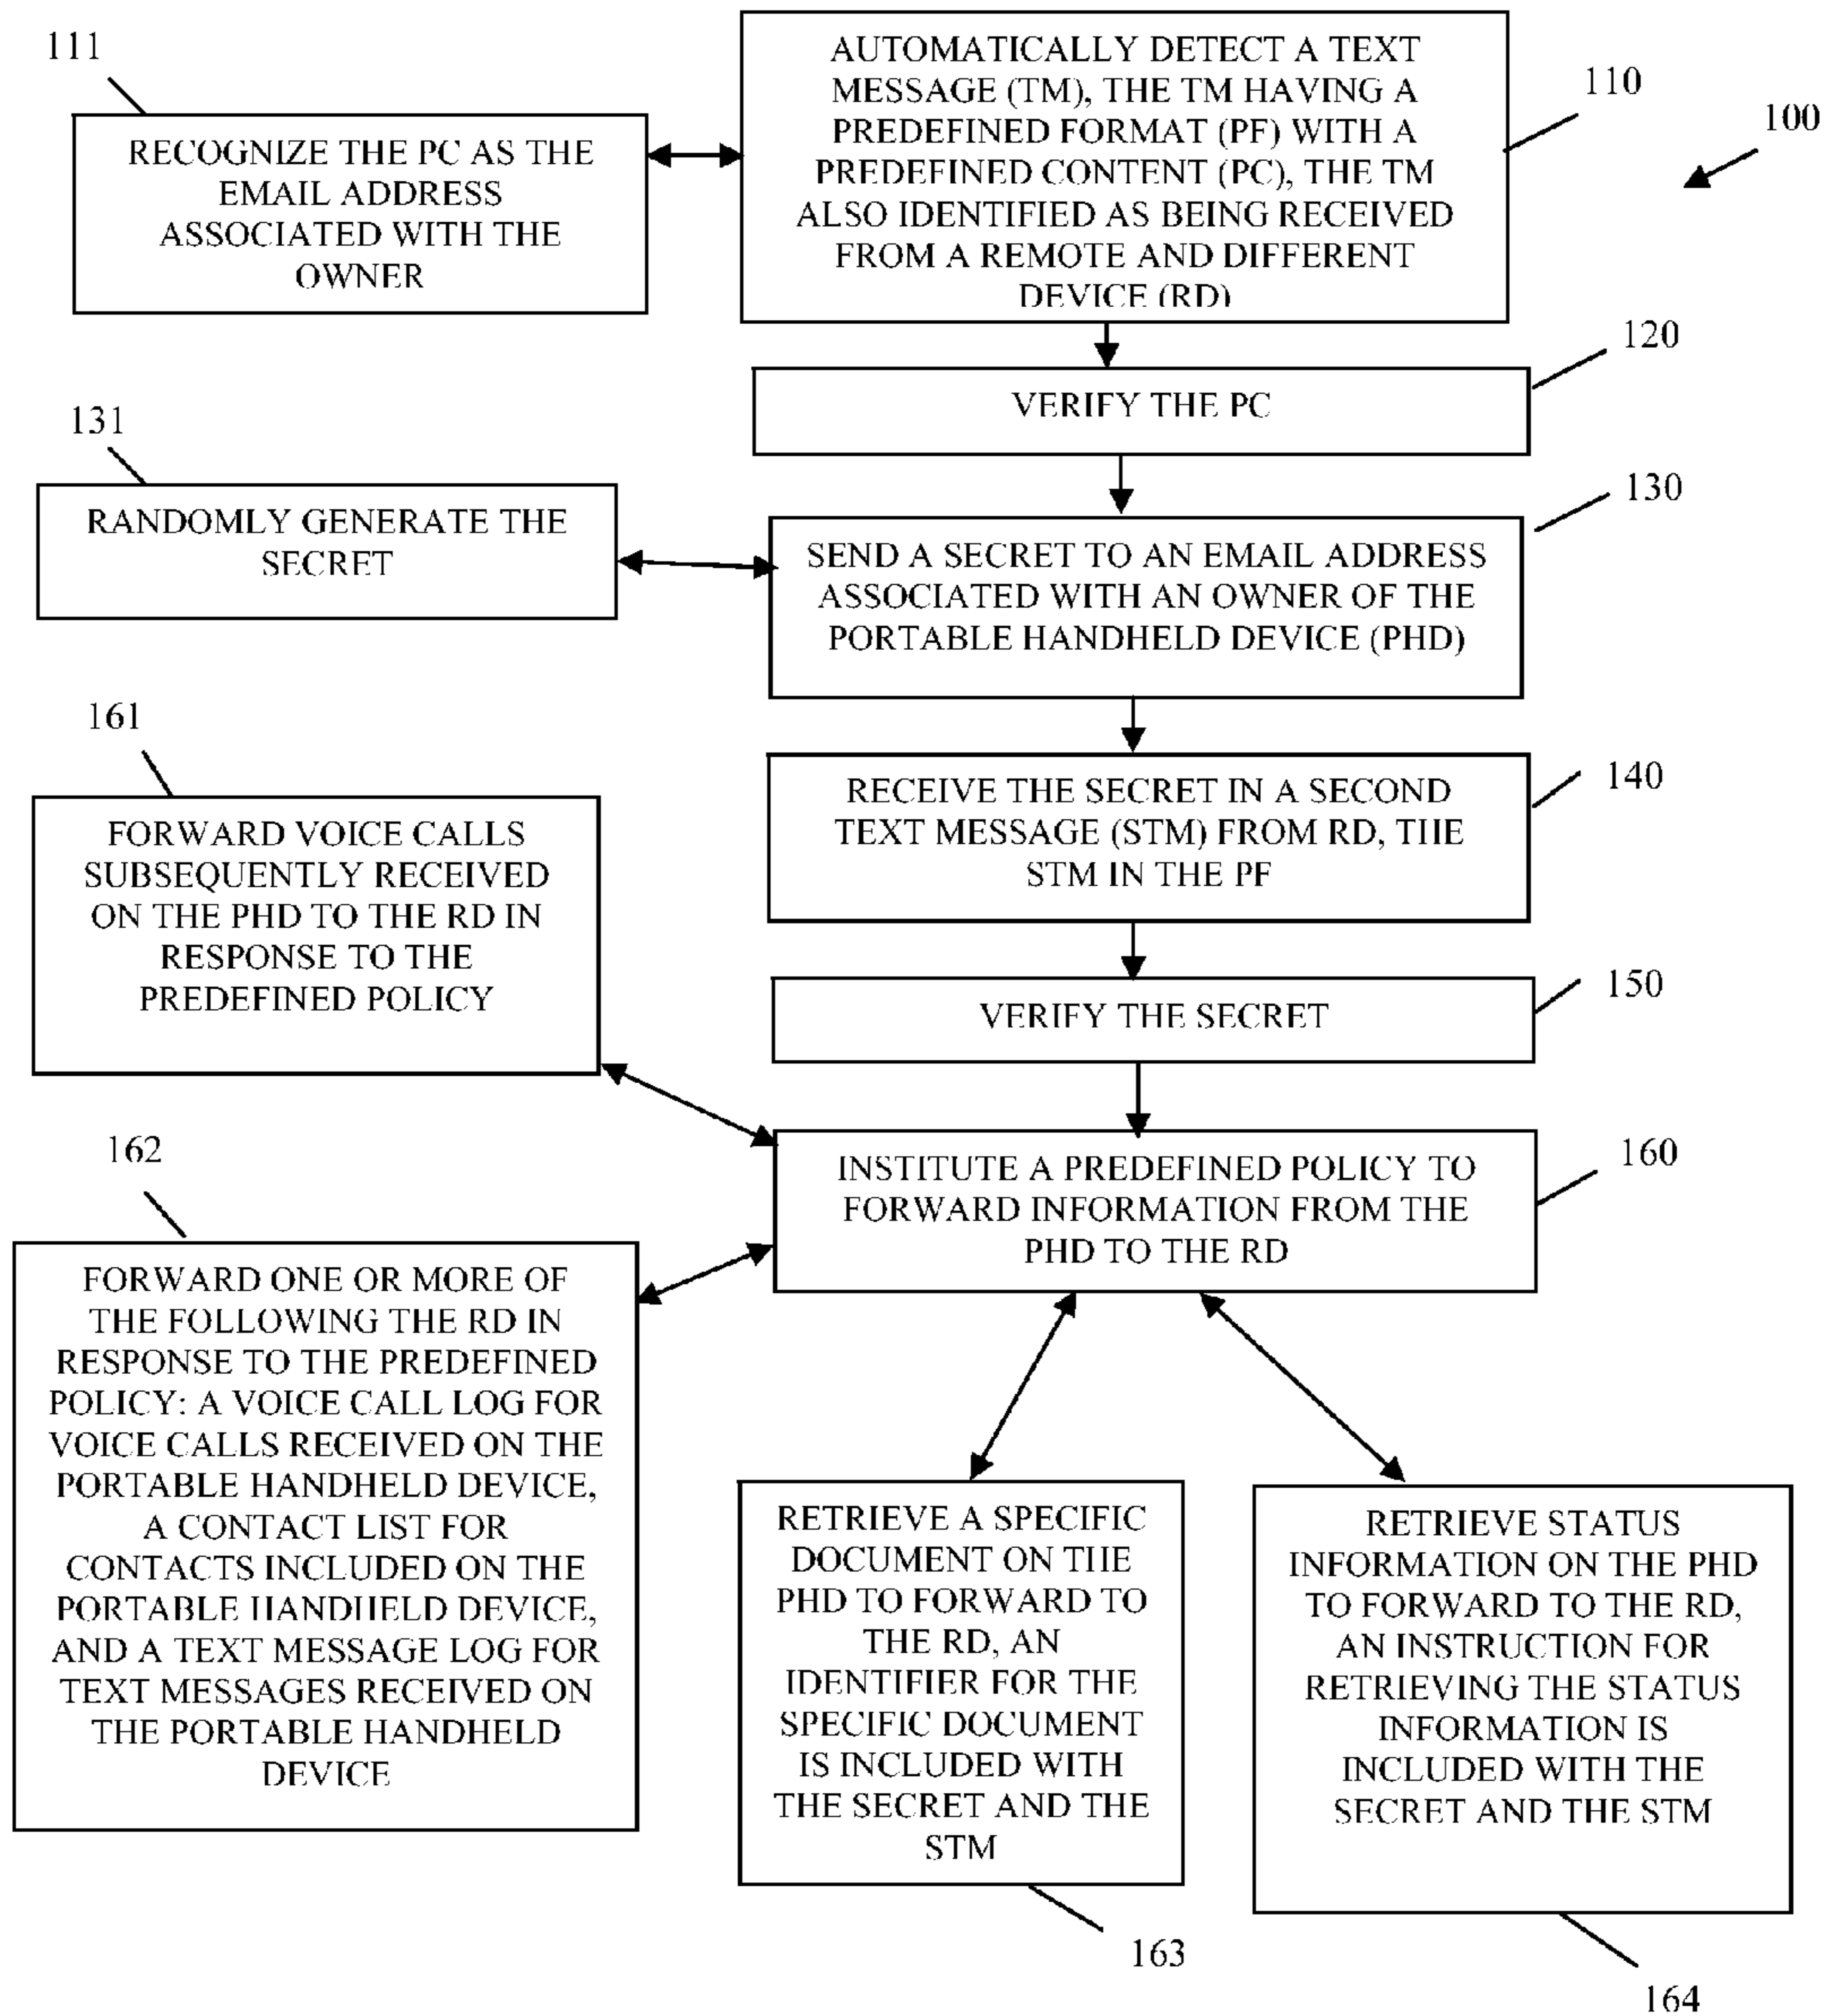 111
AUTOMATICALLY DETECT A TEXT
MESSAGE (TM), THE TM HAVING A
PREDEFINED FORMAT (PF) WITH A
PREDEFINED CONTENT (PC), THE TM
ALSO IDENTIFIED AS BEING RECEIVED
FROM A REMOTE AND DIFFERENT
DEVICE (RD)
110
100
RECOGNIZE THE PC AS THE
EMAIL ADDRESS
ASSOCIATED WITH THE
OWNER
120
VERIFY THE PC
131
RANDOMLY GENERATE THE
SECRET
130
SEND A SECRET TO AN EMAIL ADDRESS
ASSOCIATED WITH AN OWNER OF THE
PORTABLE HANDHELD DEVICE (PHD)
161
FORWARD VOICE CALLS
SUBSEQUENTLY RECEIVED
ON THE PHD TO THE RD IN
RESPONSE TO THE
PREDEFINED POLICY
140
RECEIVE THE SECRET IN A SECOND
TEXT MESSAGE (STM) FROM RD, THE
STM IN THE PF
150
VERIFY THE SECRET
162
160
INSTITUTE A PREDEFINED POLICY TO
FORWARD INFORMATION FROM THE
PHD TO THE RD
FORWARD ONE OR MORE OF
THE FOLLOWING THE RD IN
RESPONSE TO THE PREDEFINED
POLICY: A VOICE CALL LOG FOR
VOICE CALLS RECEIVED ON THE
PORTABLE HANDHELD DEVICE,
A CONTACT LIST FOR
CONTACTS INCLUDED ON THE
PORTABLE HANDHELD DEVICE,
AND A TEXT MESSAGE LOG FOR
TEXT MESSAGES RECEIVED ON
THE PORTABLE HANDHELD
DEVICE
RETRIEVE A SPECIFIC
DOCUMENT ON THE
PHD TO FORWARD TO
THE RD, AN
IDENTIFIER FOR THE
SPECIFIC DOCUMENT
IS INCLUDED WITH
THE SECRET AND THE
STM
163
RETRIEVE STATUS
INFORMATION ON THE PHD
TO FORWARD TO THE RD,
AN INSTRUCTION FOR
RETRIEVING THE STATUS
INFORMATION IS
INCLUDED WITH THE
SECRET AND THE STM
164